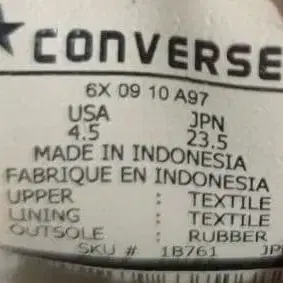 CONVERSE
6X 09 10 A97
USA JPN
4.5 23.5
MADE IN INDONESIA
FABRIQUE EN INDONESIA
UPPER : TEXTILE
LINING : TEXTILE
OUTSOLE : RUBBER
SKU # 1B761 JP